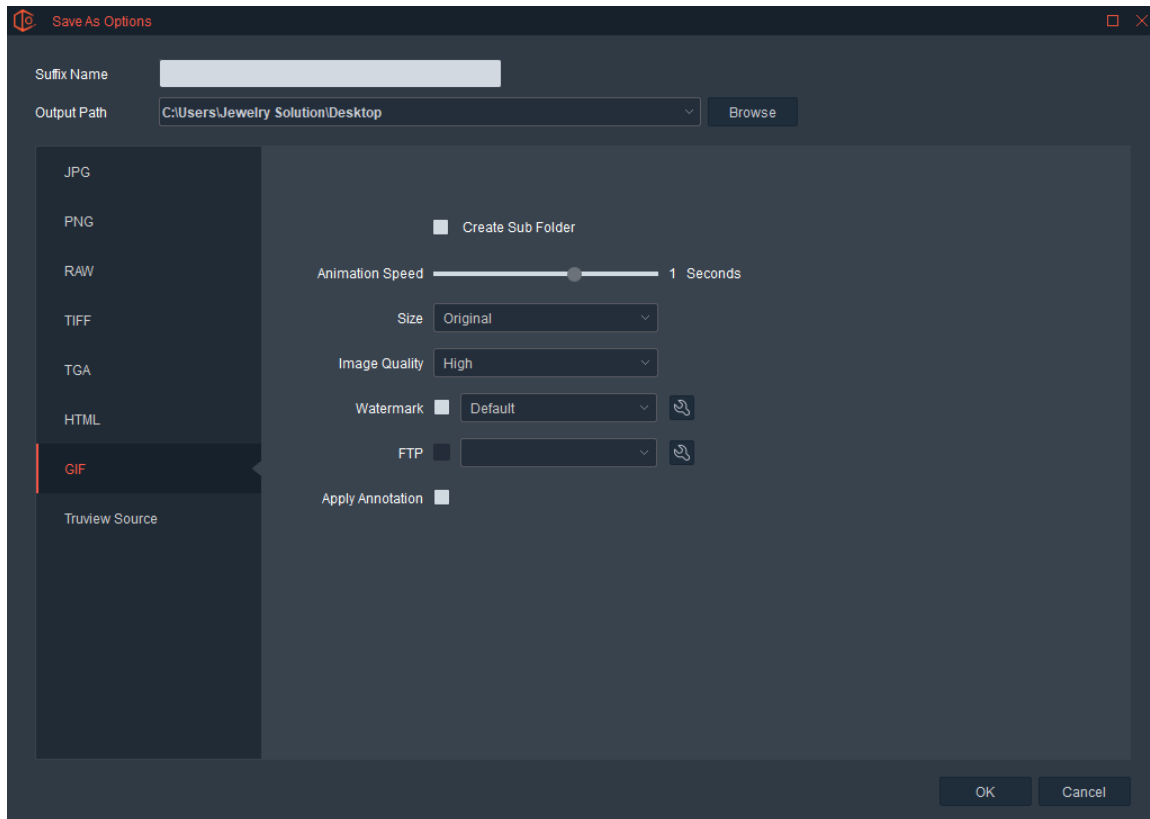 Save As Options
Suffix Name
Output Path C:\Users\Jewelry Solution\Desktop Browse
JPG
PNG
RAW
TIFF
TGA
HTML
GIF
Truview Source
Create Sub Folder
Animation Speed 1 Seconds
Size Original
Image Quality High
Watermark Default
FTP
Apply Annotation
OK Cancel